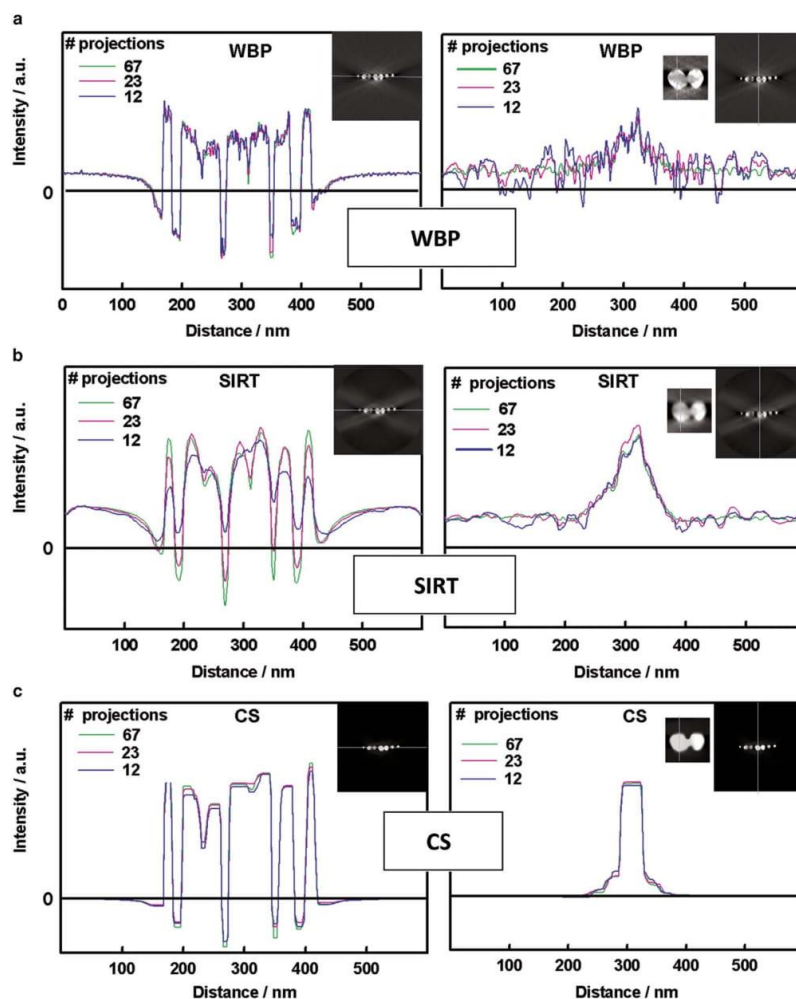 a
# projections
67
23
12
WBP
Intensity / a.u.
0
0 100 200 300 400 500
Distance / nm
# projections
67
23
12
WBP
100 200 300 400 500
Distance / nm
WBP
b
# projections
67
23
12
SIRT
Intensity / a.u.
0
100 200 300 400 500
Distance / nm
# projections
67
23
12
SIRT
100 200 300 400 500
Distance / nm
SIRT
c
# projections
67
23
12
CS
Intensity / a.u.
0
100 200 300 400 500
Distance / nm
# projections
67
23
12
CS
100 200 300 400 500
Distance / nm
CS